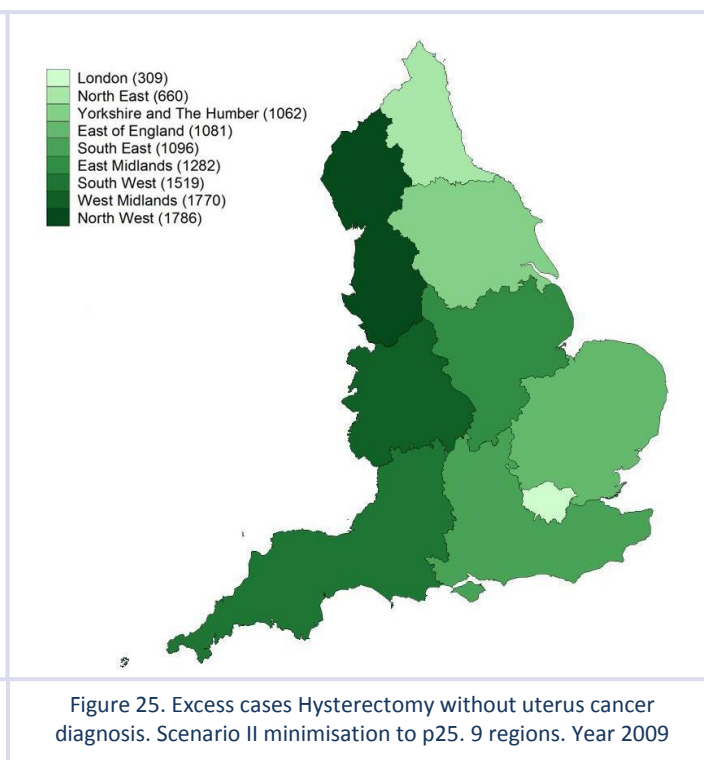 London (309)
North East (660)
Yorkshire and The Humber (1062)
East of England (1081)
South East (1096)
East Midlands (1282)
South West (1519)
West Midlands (1770)
North West (1786)
Figure 25. Excess cases Hysterectomy without uterus cancer
diagnosis. Scenario II minimisation to p25. 9 regions. Year 2009